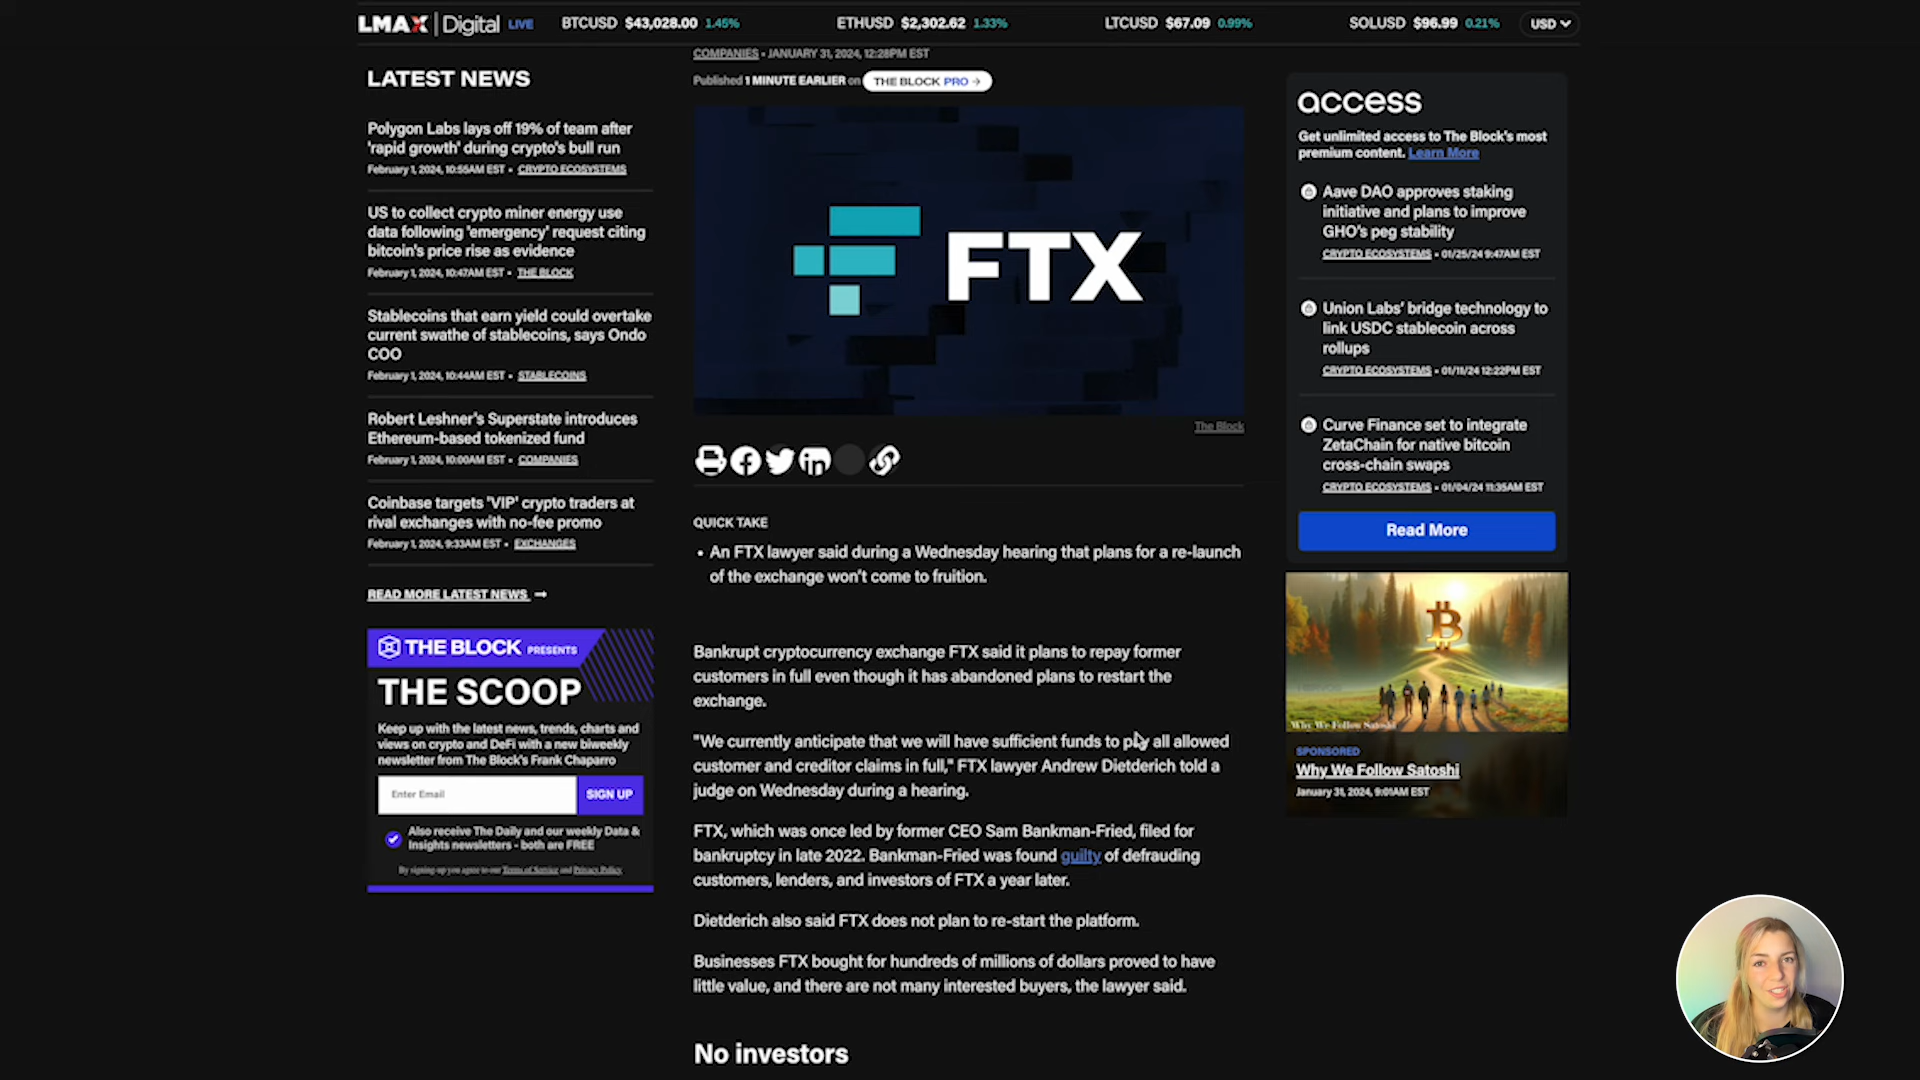 LMAX Digital LIVE
BTCUSD $43,028.00 1.45%
ETHUSD $2,302.62 1.33%
LTCUSD $67.09 0.99%
SOLUSD $96.99 0.21%
USD
LATEST NEWS
Polygon Labs lays off 19% of team after
'rapid growth' during crypto's bull run
February 1, 2024, 10:55AM EST • CRYPTO ECOSYSTEMS
US to collect crypto miner energy use
data following 'emergency' request citing
bitcoin's price rise as evidence
February 1, 2024, 10:47AM EST • THE BLOCK
Stablecoins that earn yield could overtake
current swathe of stablecoins, says Ondo
COO
February 1, 2024, 10:44AM EST • STABLECOINS
Robert Leshner's Superstate introduces
Ethereum-based tokenized fund
February 1, 2024, 10:00AM EST • COMPANIES
Coinbase targets 'VIP' crypto traders at
rival exchanges with no-fee promo
February 1, 2024, 9:33AM EST • EXCHANGES
READ MORE LATEST NEWS →
THE BLOCK PRESENTS
THE SCOOP
Keep up with the latest news, trends, charts and
views on crypto and DeFi with a new biweekly
newsletter from The Block's Frank Chaparro
Enter Email
SIGN UP
Also receive The Daily and our weekly Data &
Insights newsletters - both are FREE
By signing up you agree to our Terms of Service and Privacy Policy
COMPANIES • JANUARY 31, 2024, 12:28PM EST
Published 1 MINUTE EARLIER on THE BLOCK PRO →
FTX
The Block
QUICK TAKE
• An FTX lawyer said during a Wednesday hearing that plans for a re-launch
of the exchange won't come to fruition.
Bankrupt cryptocurrency exchange FTX said it plans to repay former
customers in full even though it has abandoned plans to restart the
exchange.
"We currently anticipate that we will have sufficient funds to pay all allowed
customer and creditor claims in full," FTX lawyer Andrew Dietderich told a
judge on Wednesday during a hearing.
FTX, which was once led by former CEO Sam Bankman-Fried, filed for
bankruptcy in late 2022. Bankman-Fried was found guilty of defrauding
customers, lenders, and investors of FTX a year later.
Dietderich also said FTX does not plan to re-start the platform.
Businesses FTX bought for hundreds of millions of dollars proved to have
little value, and there are not many interested buyers, the lawyer said.
No investors
access
Get unlimited access to The Block's most
premium content. Learn More
Aave DAO approves staking
initiative and plans to improve
GHO's peg stability
CRYPTO ECOSYSTEMS • 01/25/24 9:47AM EST
Union Labs' bridge technology to
link USDC stablecoin across
rollups
CRYPTO ECOSYSTEMS • 01/11/24 12:22PM EST
Curve Finance set to integrate
ZetaChain for native bitcoin
cross-chain swaps
CRYPTO ECOSYSTEMS • 01/04/24 11:35AM EST
Read More
Why We Follow Satoshi
SPONSORED
Why We Follow Satoshi
January 31, 2024, 9:01AM EST